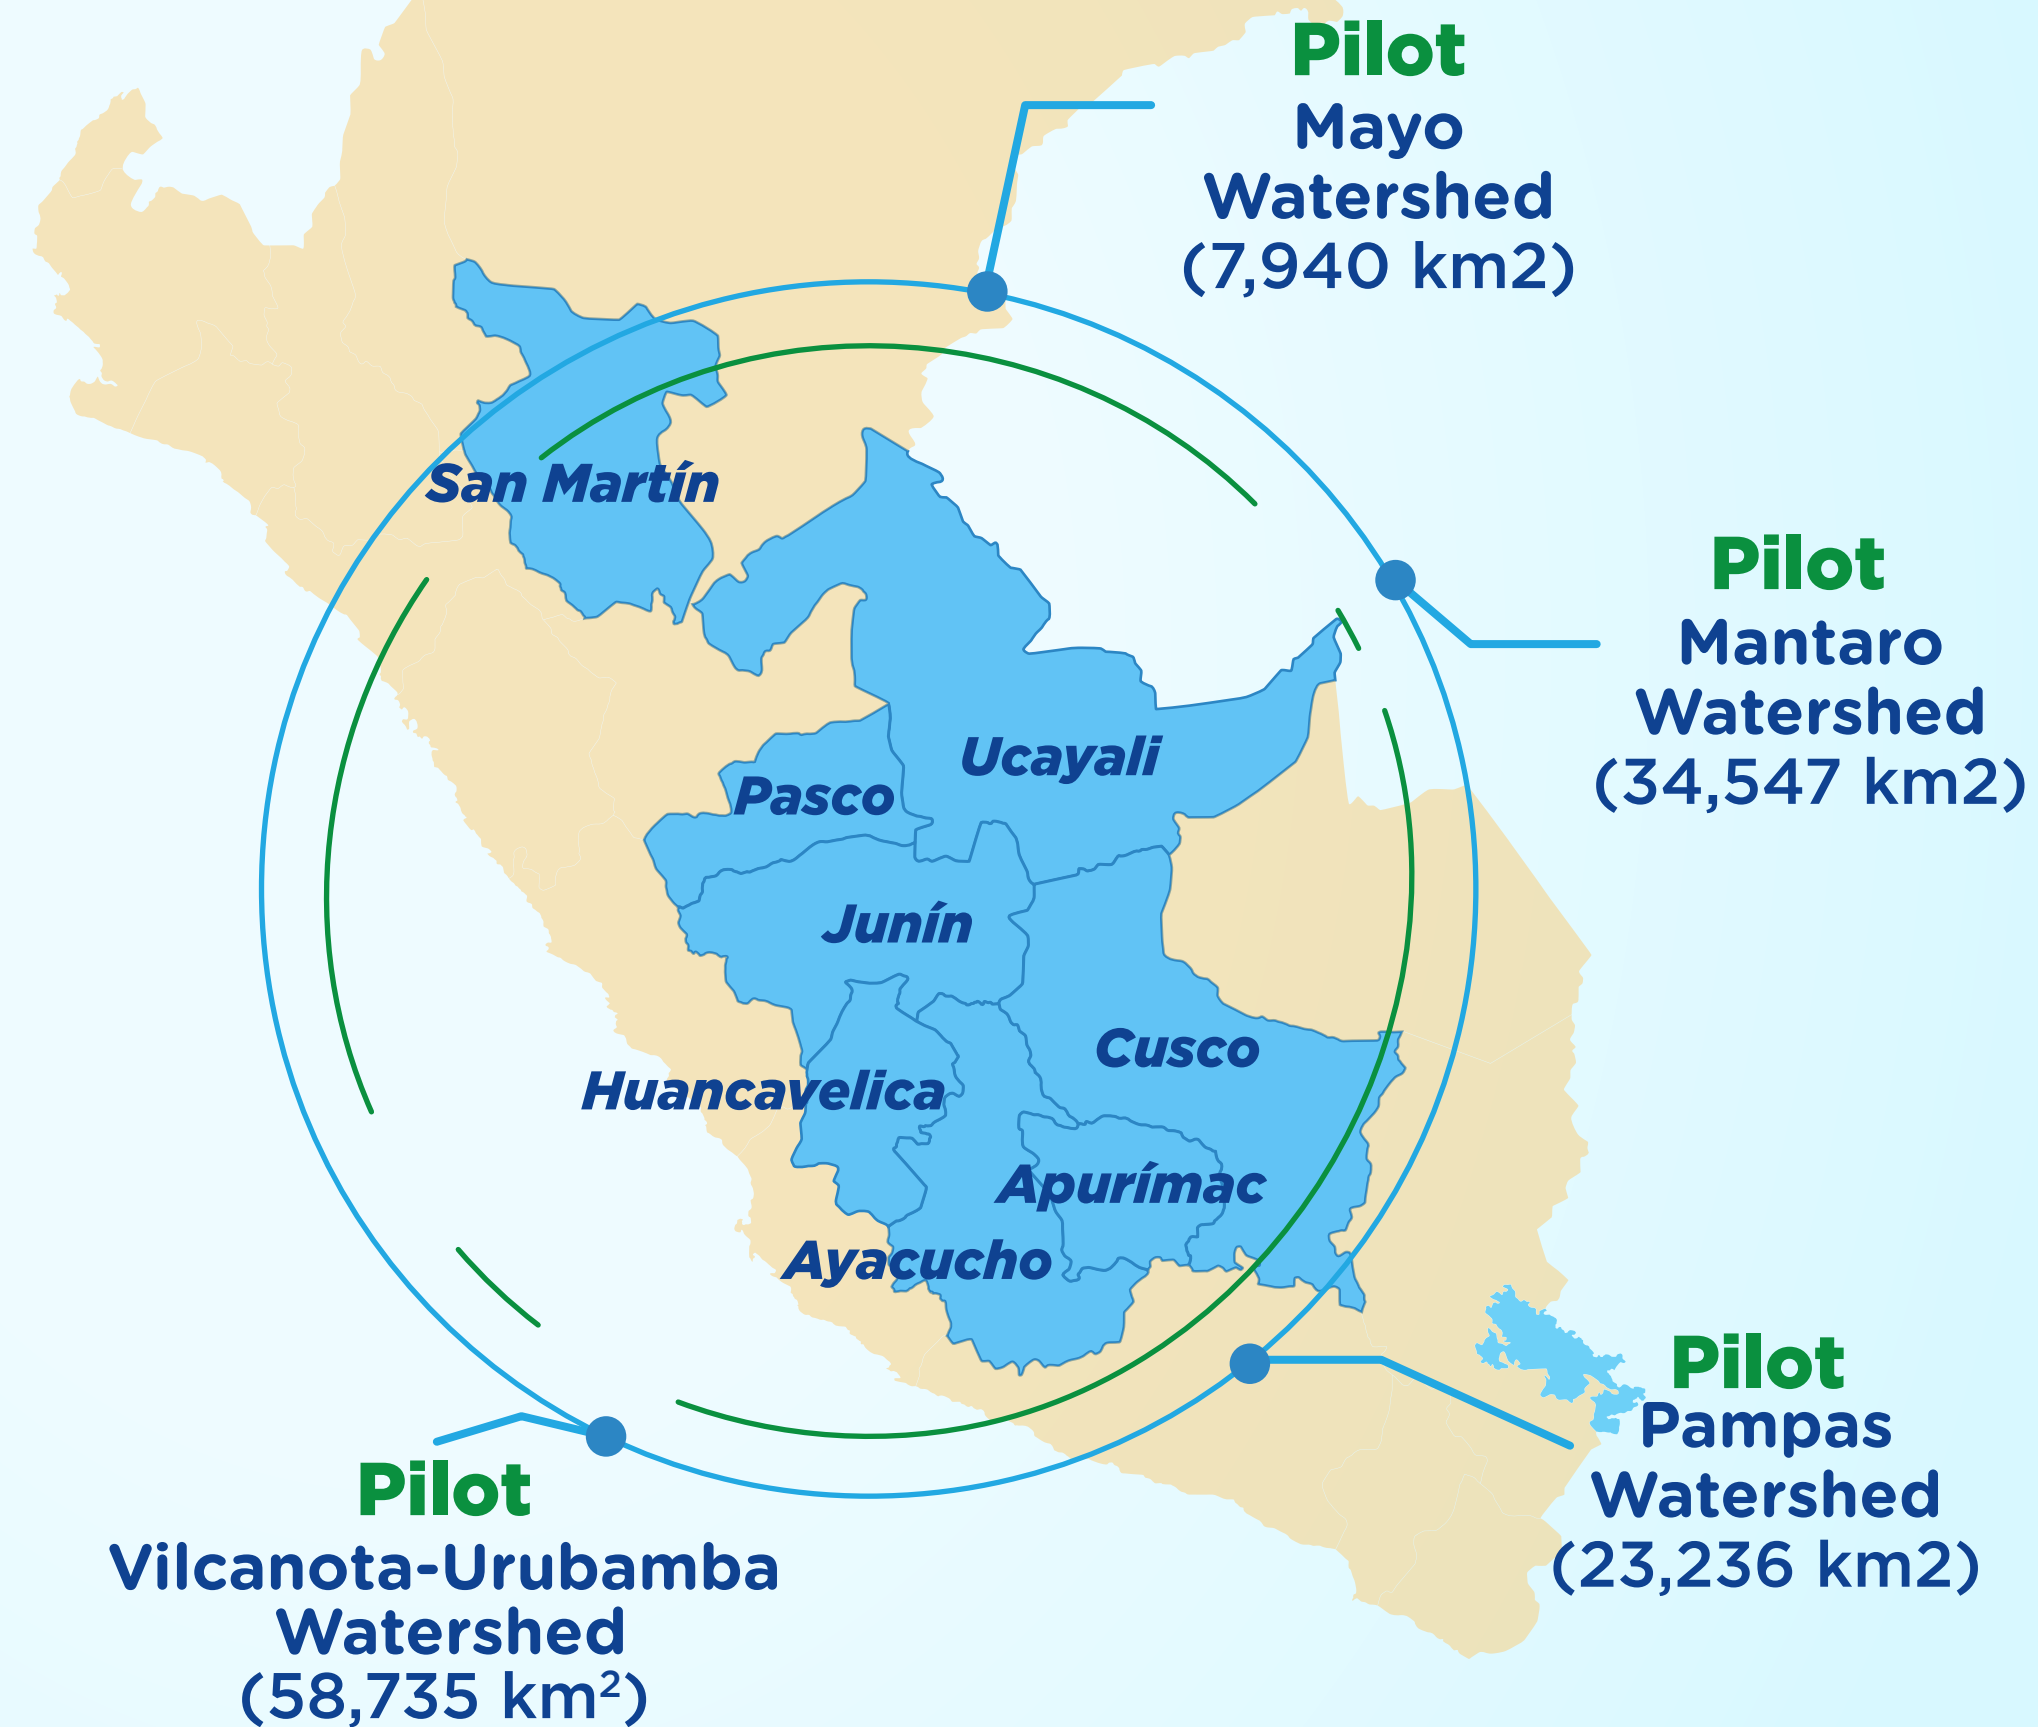 Pilot
Mayo
Watershed
(7,940 km2)
San Martín
Pilot
Mantaro
Watershed
(34,547 km2)
Ucayali
Pasco
Junín
Cusco
Huancavelica
Apurímac
Ayacucho
Pilot
Pampas
Watershed
(23,236 km2)
Pilot
Vilcanota-Urubamba
Watershed
(58,735 km²)